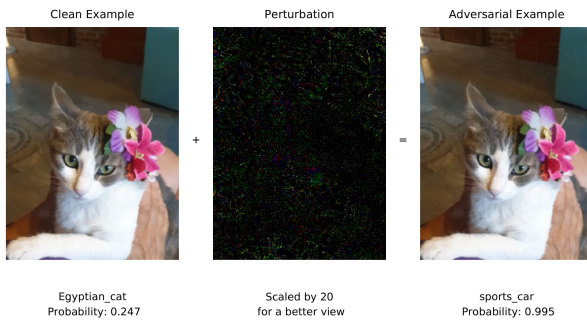 Clean Example
Perturbation
Adversarial Example
+
=
Egyptian_cat
Probability: 0.247
Scaled by 20
for a better view
sports_car
Probability: 0.995